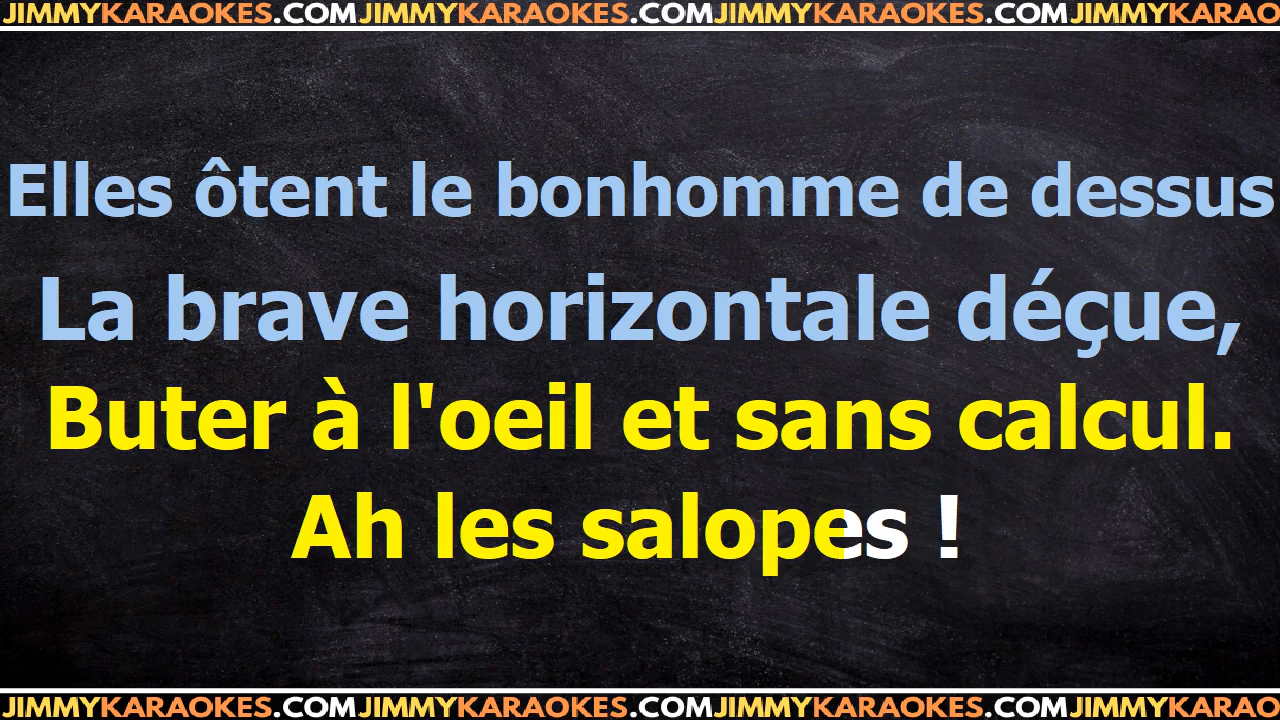 JIMMYKARAOKES.COMJIMMYKARAOKES.COMJIMMYKARAOKES.COMJIMMYKARAO
Elles ôtent le bonhomme de dessus
La brave horizontale déçue,
Buter à l'oeil et sans calcul.
Ah les salopes !
JIMMYKARAOKES.COMJIMMYKARAOKES.COMJIMMYKARAOKES.COMJIMMYKARAO